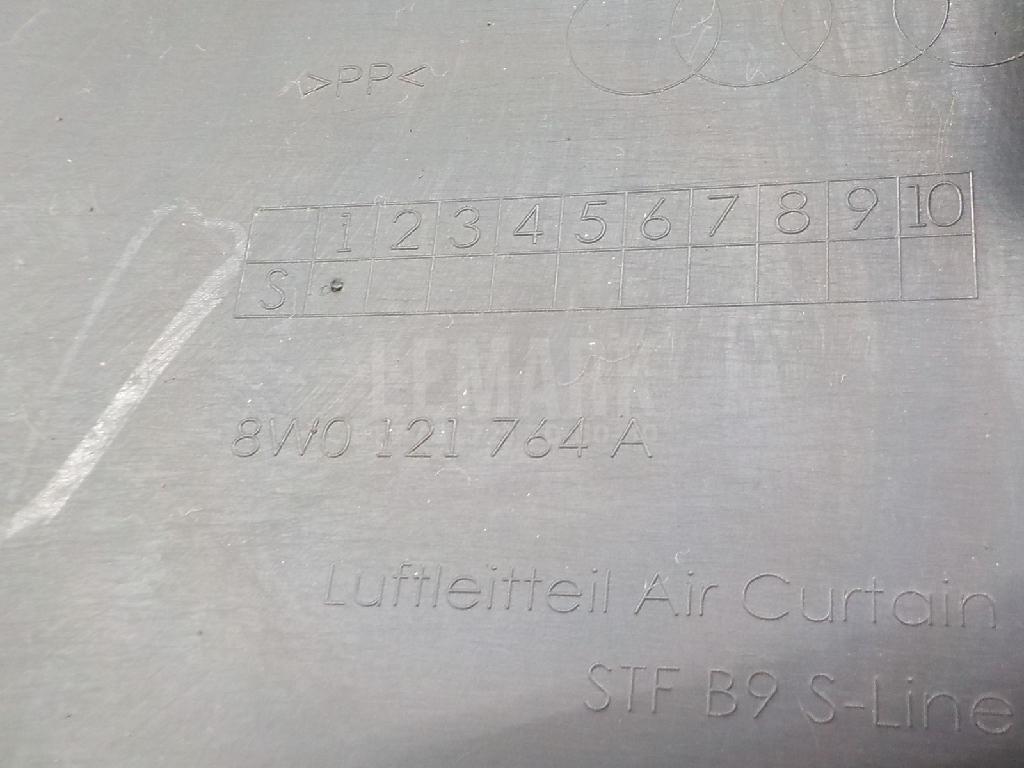 >PP<
1 2 3 4 5 6 7 8 9 10
S
LEMARK
8W0 121 764 A
Luftleitteil Air Curtain
STF B9 S-Line